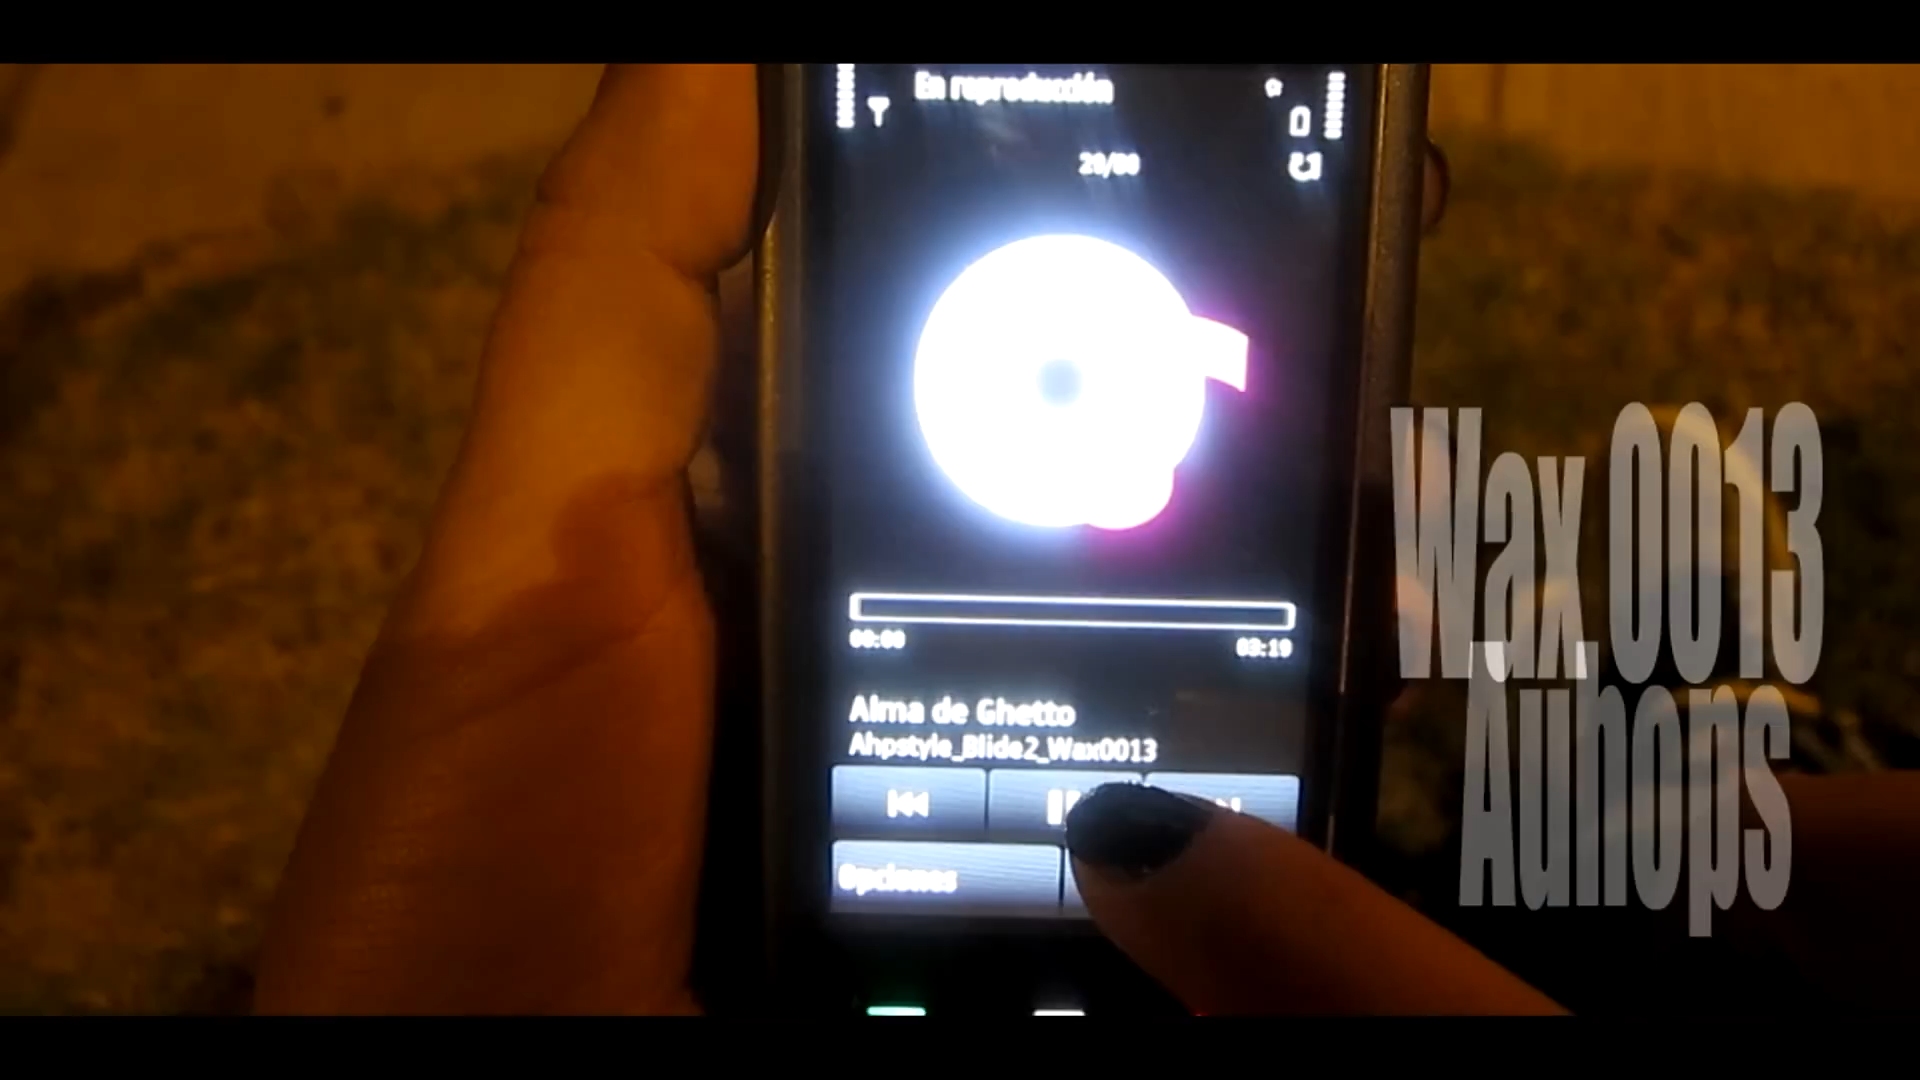 En reproducción
00:00
03:19
Alma de Ghetto
Ahpstyle_Blide2_Wax0013
Opciones
Wax.0013
Auhops